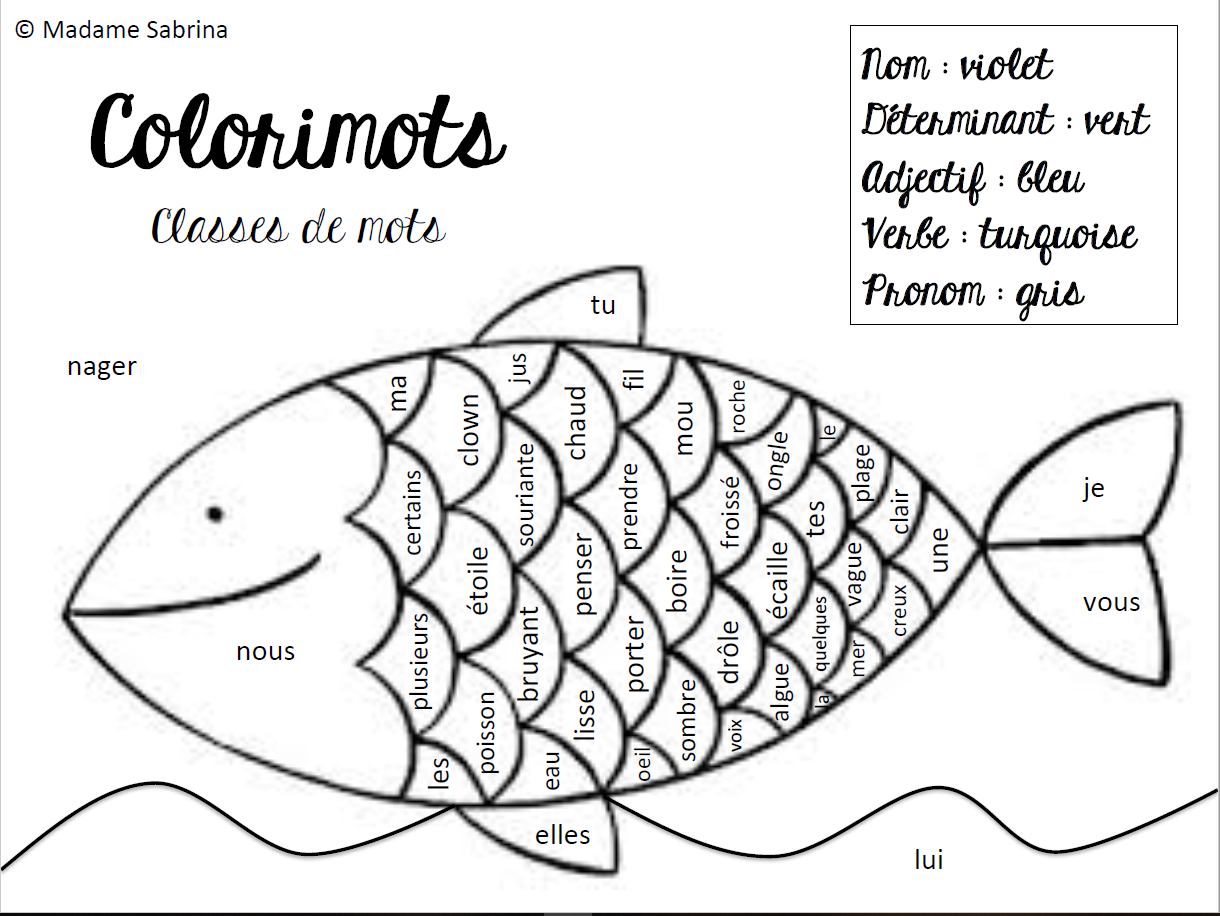 © Madame Sabrina
Colorimots
Classes de mots
Nom : violet
Déterminant : vert
Adjectif : bleu
Verbe : turquoise
Pronom : gris
tu
nager
ma
clown
jus
chaud
fil
mou
roche
ongle
le
plage
clair
une
je
vous
certains
souriante
prendre
froissé
tes
étoile
penser
boire
écaille
vague
creux
nous
plusieurs
bruyant
porter
drôle
quelques
mer
poisson
lisse
sombre
algue
la
les
eau
oeil
voix
elles
lui